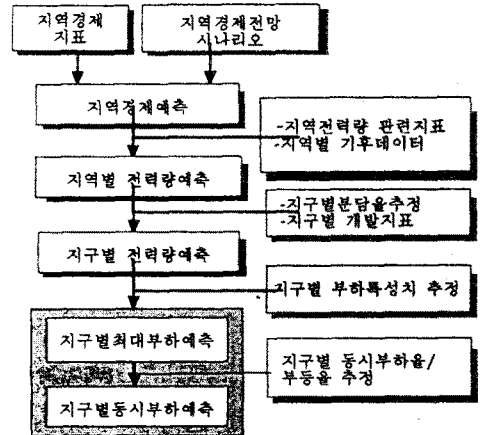 지역경제
지표
지역경제전망
시나리오
지역경제예측
-지역전력량 관련지표
-지역별 기후데이터
지역별 전력량예측
-지구별분담율추정
-지구별 개발지표
지구별 전력량예측
지구별 부하특성치 추정
지구별최대부하예측
지구별 동시부하율/
부등율 추정
지구별동시부하예측